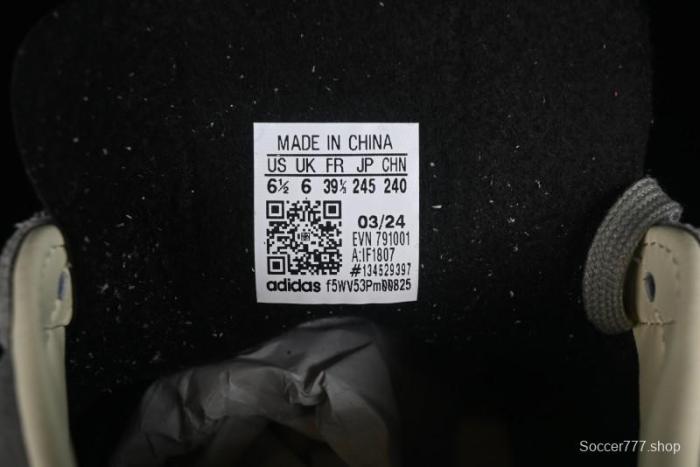 MADE IN CHINA
US UK FR JP CHN
6½ 6 39⅓ 245 240
03/24
EVN 791001
A:IF1807
#134529397
adidas f5WV53Pm00825
Soccer777.shop